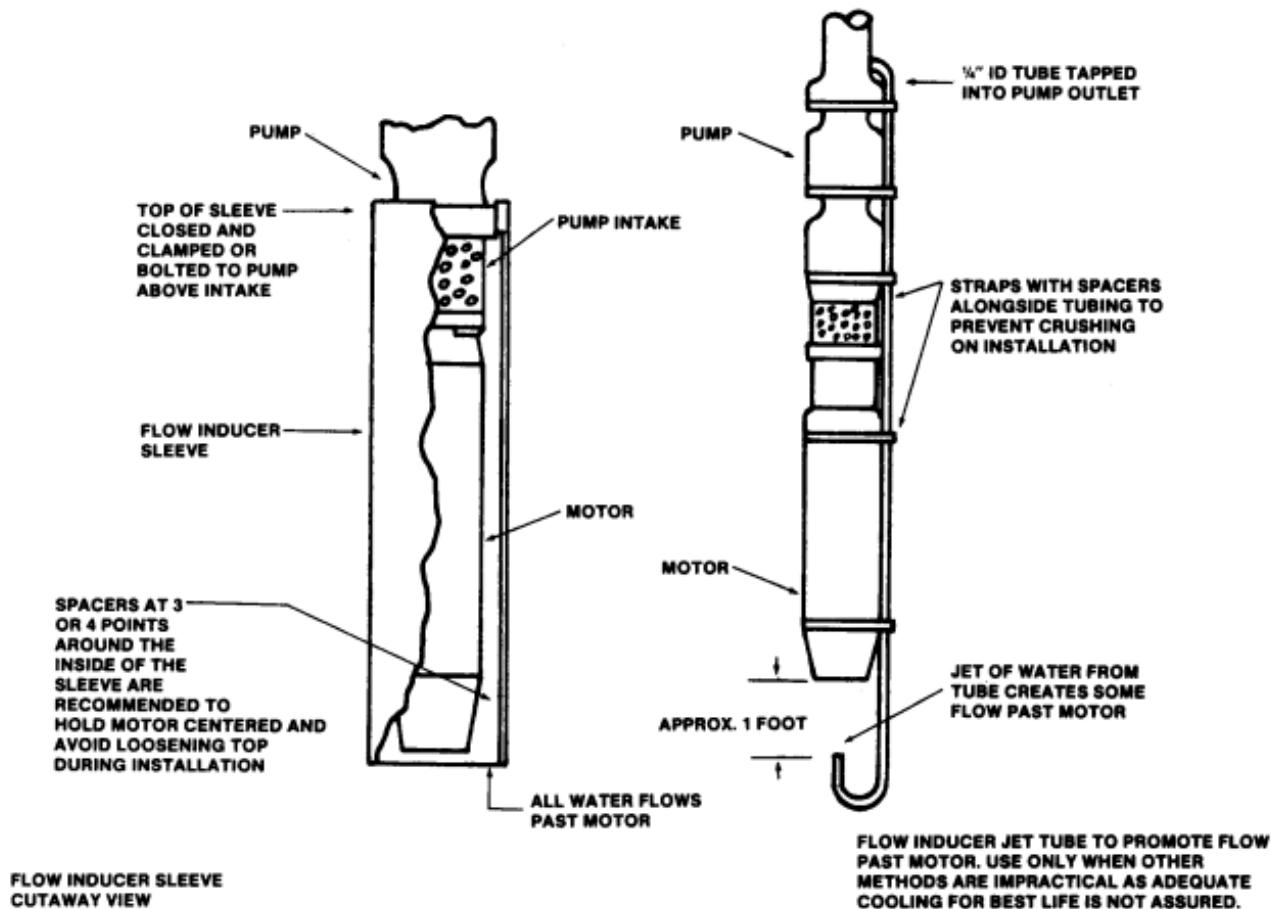 PUMP
TOP OF SLEEVE
CLOSED AND
CLAMPED OR
BOLTED TO PUMP
ABOVE INTAKE
PUMP INTAKE
FLOW INDUCER
SLEEVE
MOTOR
SPACERS AT 3
OR 4 POINTS
AROUND THE
INSIDE OF THE
SLEEVE ARE
RECOMMENDED TO
HOLD MOTOR CENTERED AND
AVOID LOOSENING TOP
DURING INSTALLATION
ALL WATER FLOWS
PAST MOTOR
FLOW INDUCER SLEEVE
CUTAWAY VIEW
¼" ID TUBE TAPPED
INTO PUMP OUTLET
PUMP
STRAPS WITH SPACERS
ALONGSIDE TUBING TO
PREVENT CRUSHING
ON INSTALLATION
MOTOR
JET OF WATER FROM
TUBE CREATES SOME
FLOW PAST MOTOR
APPROX. 1 FOOT
FLOW INDUCER JET TUBE TO PROMOTE FLOW
PAST MOTOR. USE ONLY WHEN OTHER
METHODS ARE IMPRACTICAL AS ADEQUATE
COOLING FOR BEST LIFE IS NOT ASSURED.